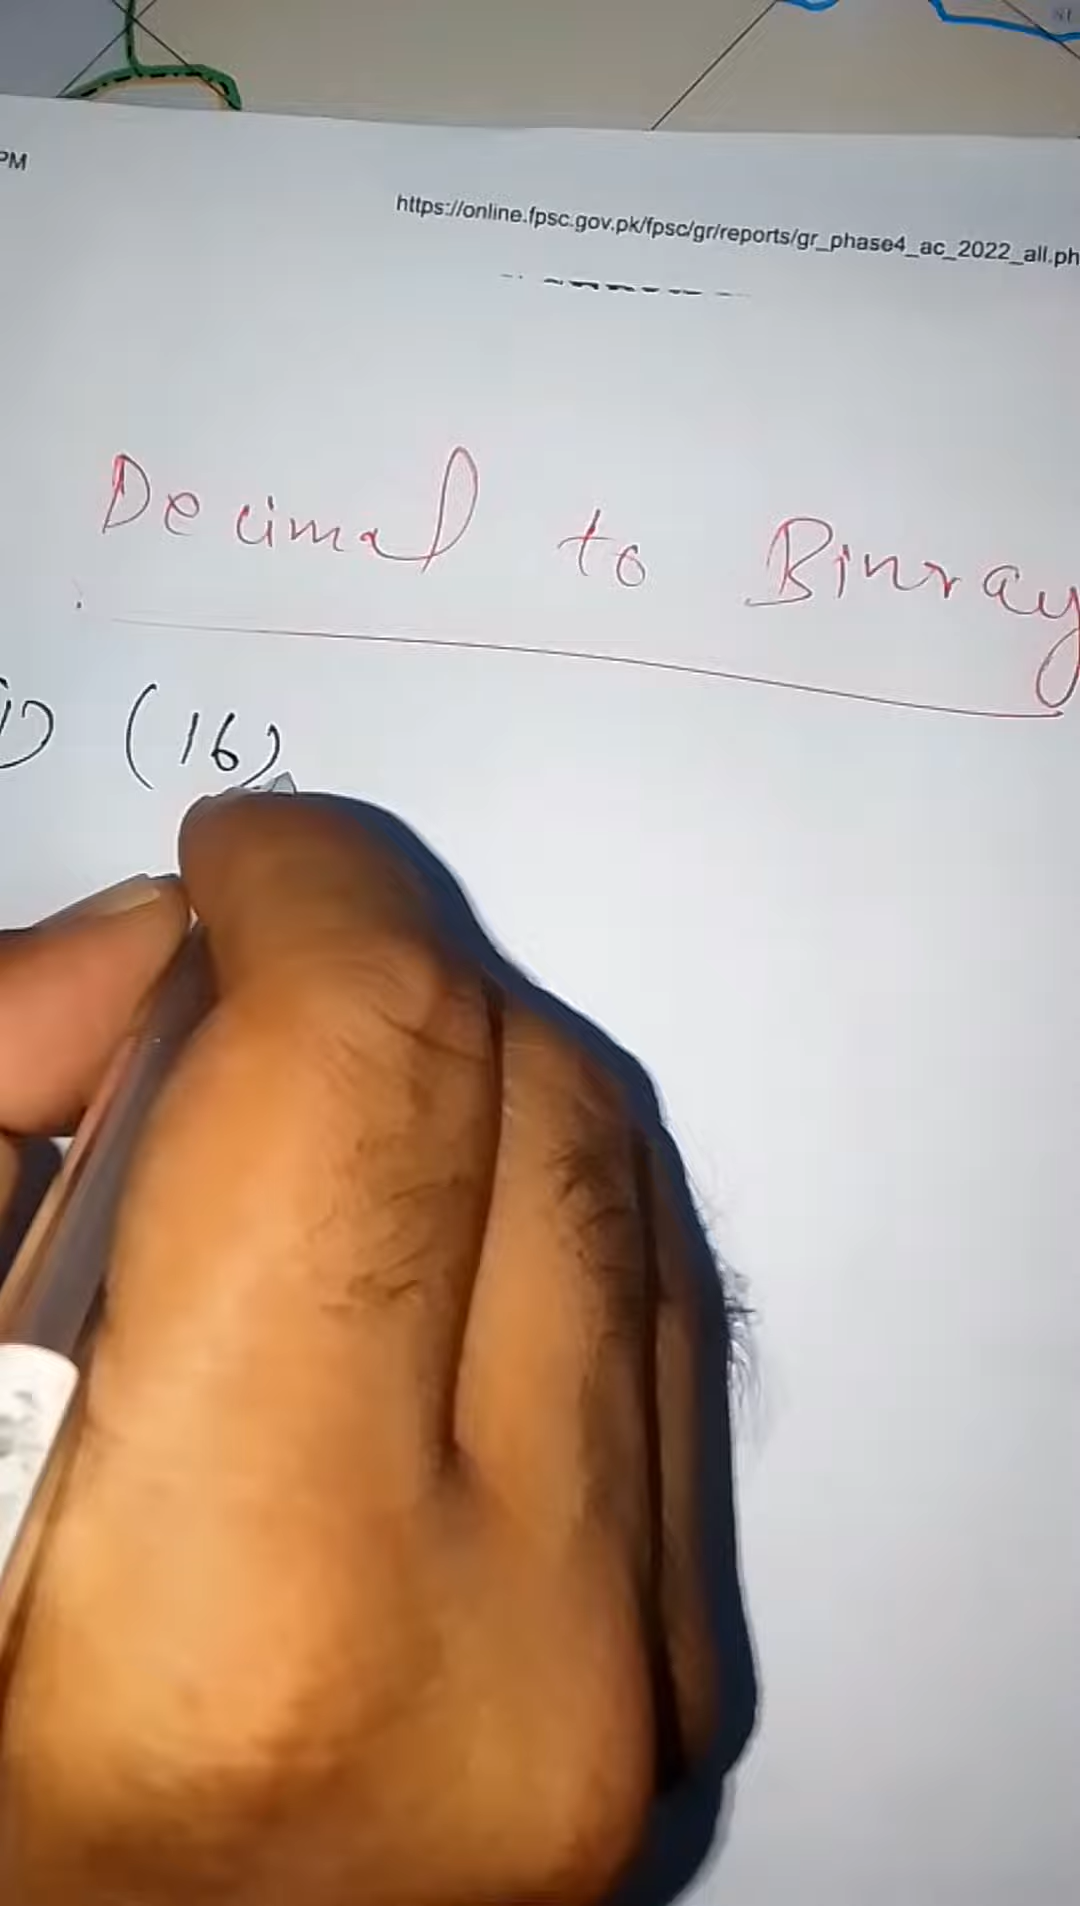 PM
https://online.fpsc.gov.pk/fpsc/gr/reports/gr_phase4_ac_2022_all.ph
Decimal to Binray
(16)